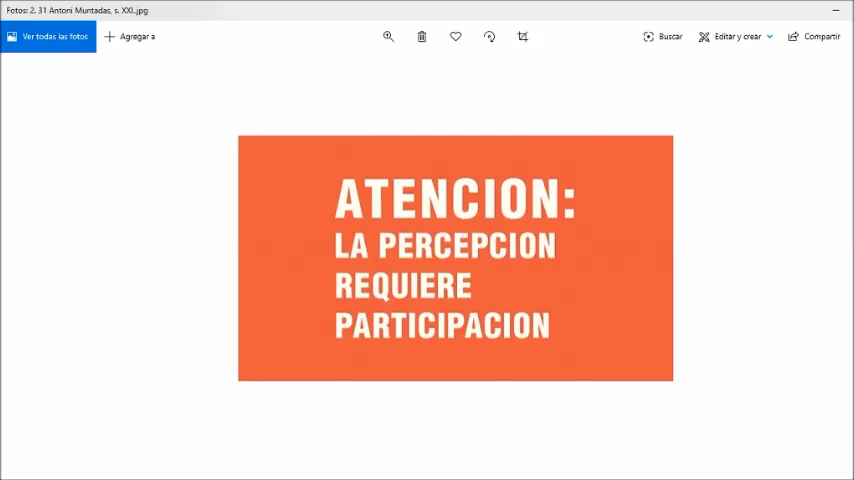 Fotos: 2. 31 Antoni Muntadas, s. XXI..jpg
Ver todas las fotos
Agregar a
Buscar
Editar y crear
Compartir
ATENCION:
LA PERCEPCION
REQUIERE
PARTICIPACION